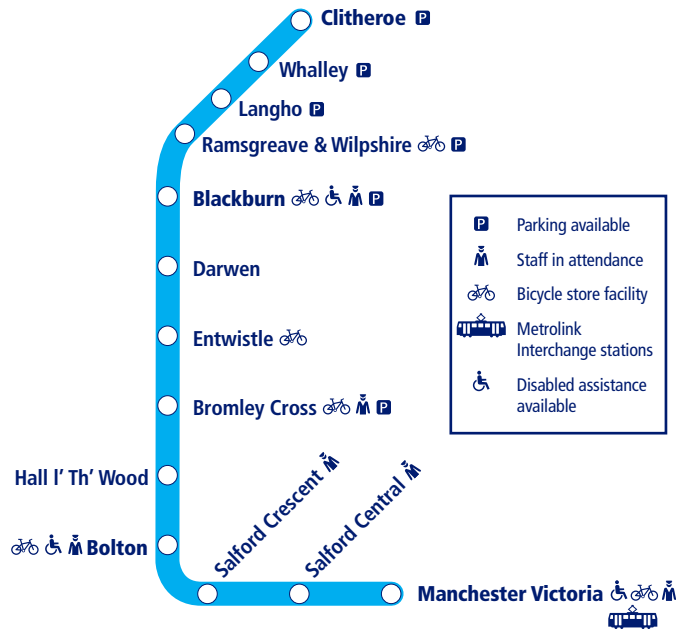 Clitheroe P
Whalley P
Langho P
Ramsgreave & Wilpshire P
Blackburn P
Darwen
Entwistle
Bromley Cross P
Hall l' Th' Wood
Bolton
Salford Crescent
Salford Central
Manchester Victoria
P Parking available
Staff in attendance
Bicycle store facility
Metrolink
Interchange stations
Disabled assistance
available